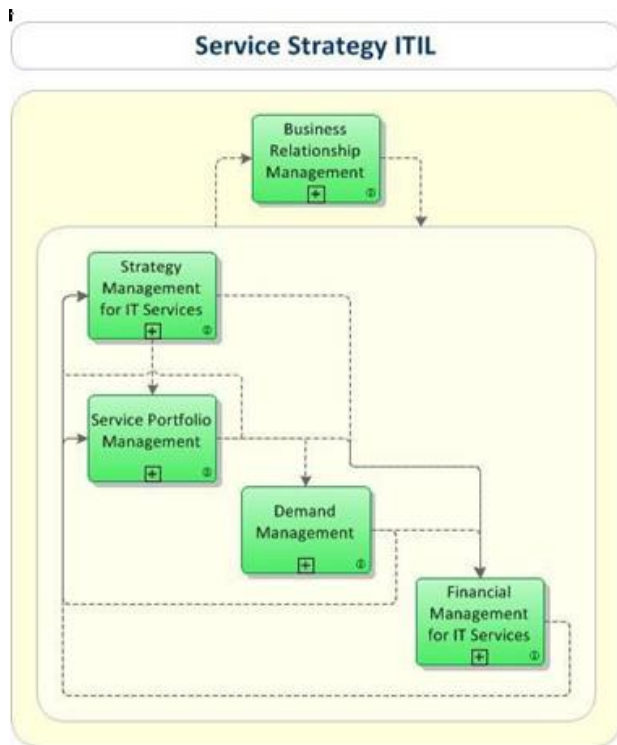 Service Strategy ITIL
Business
Relationship
Management
Strategy
Management
for IT Services
Service Portfolio
Management
Demand
Management
Financial
Management
for IT Services